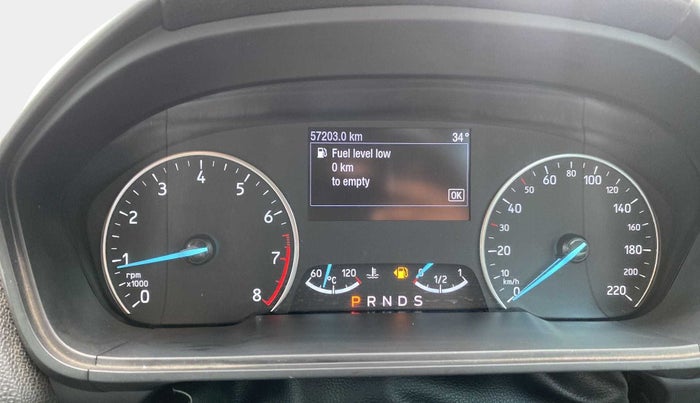 57203.0 km 34°
Fuel level low
0 km
to empty
OK
0 1 2 3 4 5 6 7 8
rpm
x1000
60 °C 120
0 1/2 1
P R N D S
0 10 20 30 40 50 60 80 100 120 140 160 180 200 220
km/h